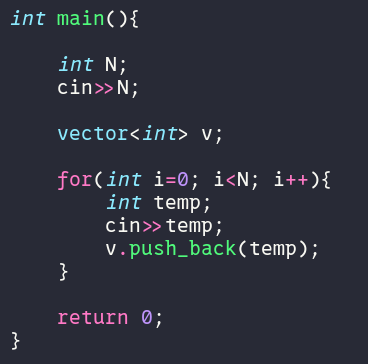 int main(){
    int N;
    cin>>N;
    vector<int> v;
    for(int i=0; i<N; i++){
        int temp;
        cin>>temp;
        v.push_back(temp);
    }
    return 0;
}